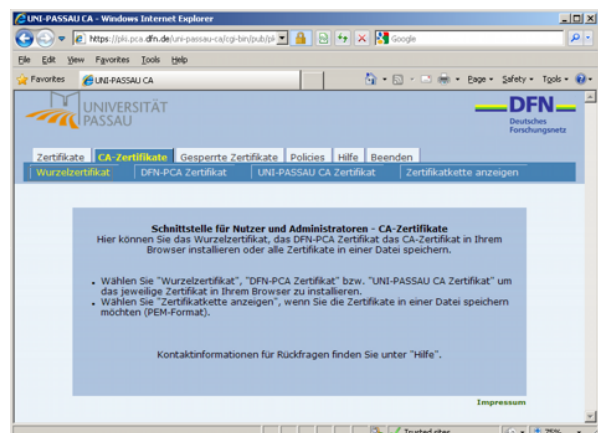 UNI-PASSAU CA - Windows Internet Explorer
https://pki.pca.dfn.de/uni-passau-ca/cgi-bin/pub/pk
Google
File Edit View Favorites Tools Help
Favorites UNI-PASSAU CA Page Safety Tools
UNIVERSITÄT
PASSAU
DFN
Deutsches
Forschungsnetz
Zertifikate CA-Zertifikate Gesperrte Zertifikate Policies Hilfe Beenden
Wurzelzertifikat DFN-PCA Zertifikat UNI-PASSAU CA Zertifikat Zertifikatkette anzeigen
Schnittstelle für Nutzer und Administratoren - CA-Zertifikate
Hier können Sie das Wurzelzertifikat, das DFN-PCA Zertifikat das CA-Zertifikat in Ihrem
Browser installieren oder alle Zertifikate in einer Datei speichern.
• Wählen Sie "Wurzelzertifikat", "DFN-PCA Zertifikat" bzw. "UNI-PASSAU CA Zertifikat" um
das jeweilige Zertifikat in Ihrem Browser zu installieren.
• Wählen Sie "Zertifikatkette anzeigen", wenn Sie die Zertifikate in einer Datei speichern
möchten (PEM-Format).
Kontaktinformationen für Rückfragen finden Sie unter "Hilfe".
Impressum
Trusted sites 75%